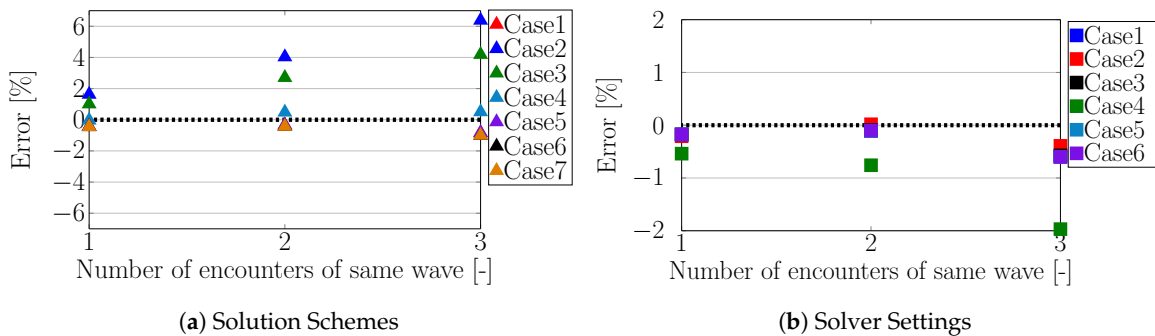 Error [%]
6
4
2
0
−2
−4
−6
1
2
3
Number of encounters of same wave [-]
Case1
Case2
Case3
Case4
Case5
Case6
Case7
(a) Solution Schemes
Error [%]
2
1
0
−1
−2
1
2
3
Number of encounters of same wave [-]
Case1
Case2
Case3
Case4
Case5
Case6
(b) Solver Settings